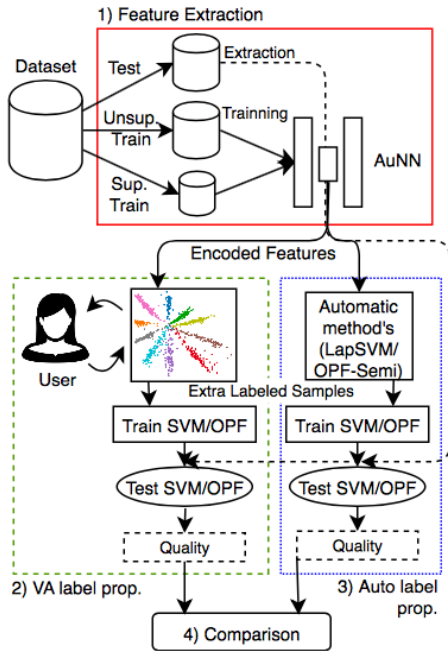 1) Feature Extraction
Dataset
Test
Extraction
Unsup.
Train
Trainning
AuNN
Sup.
Train
Encoded Features
User
Automatic
method's
(LapSVM/
OPF-Semi)
Extra Labeled Samples
Train SVM/OPF
Train SVM/OPF
Test SVM/OPF
Test SVM/OPF
Quality
Quality
2) VA label prop.
3) Auto label
prop.
4) Comparison